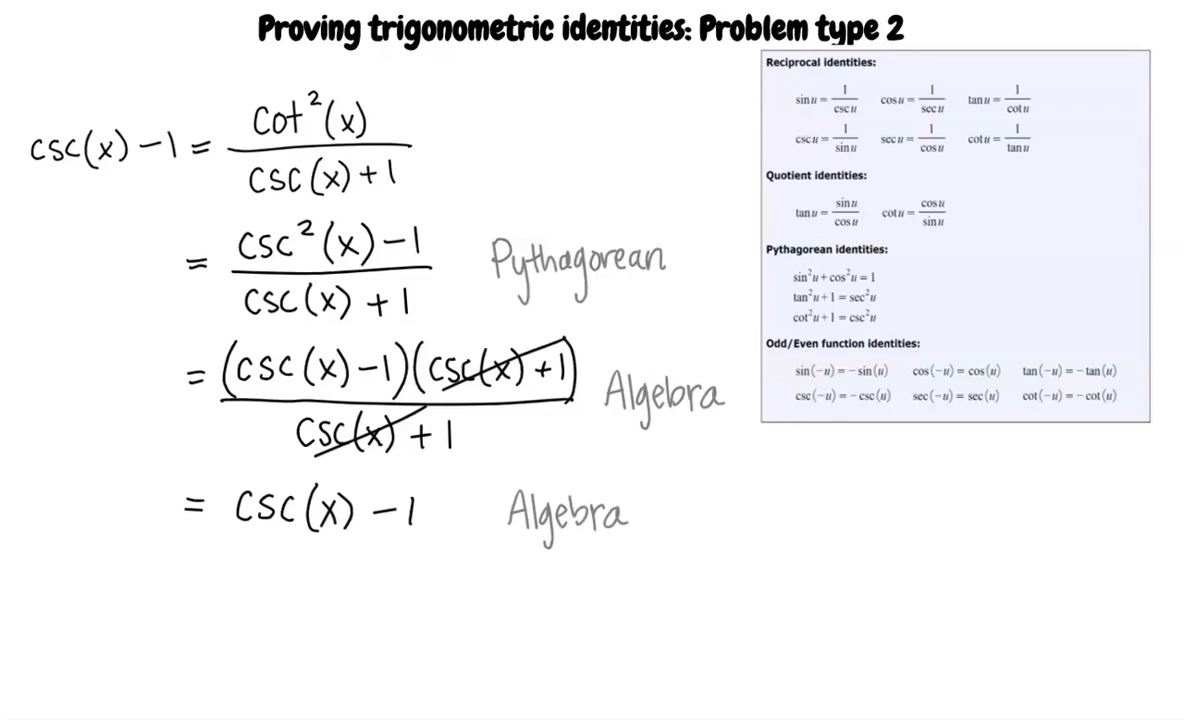 Proving trigonometric identities: Problem type 2
csc(x) - 1 = cot²(x) / csc(x) + 1
= csc²(x) - 1 / csc(x) + 1 Pythagorean
= (csc(x) - 1)(csc(x) + 1) / csc(x) + 1 Algebra
= csc(x) - 1 Algebra
Reciprocal identities:
sin u = 1 / csc u cos u = 1 / sec u tan u = 1 / cot u
csc u = 1 / sin u sec u = 1 / cos u cot u = 1 / tan u
Quotient identities:
tan u = sin u / cos u cot u = cos u / sin u
Pythagorean identities:
sin²u + cos²u = 1
tan²u + 1 = sec²u
cot²u + 1 = csc²u
Odd/Even function identities:
sin(-u) = - sin(u) cos(-u) = cos(u) tan(-u) = - tan(u)
csc(-u) = - csc(u) sec(-u) = sec(u) cot(-u) = - cot(u)